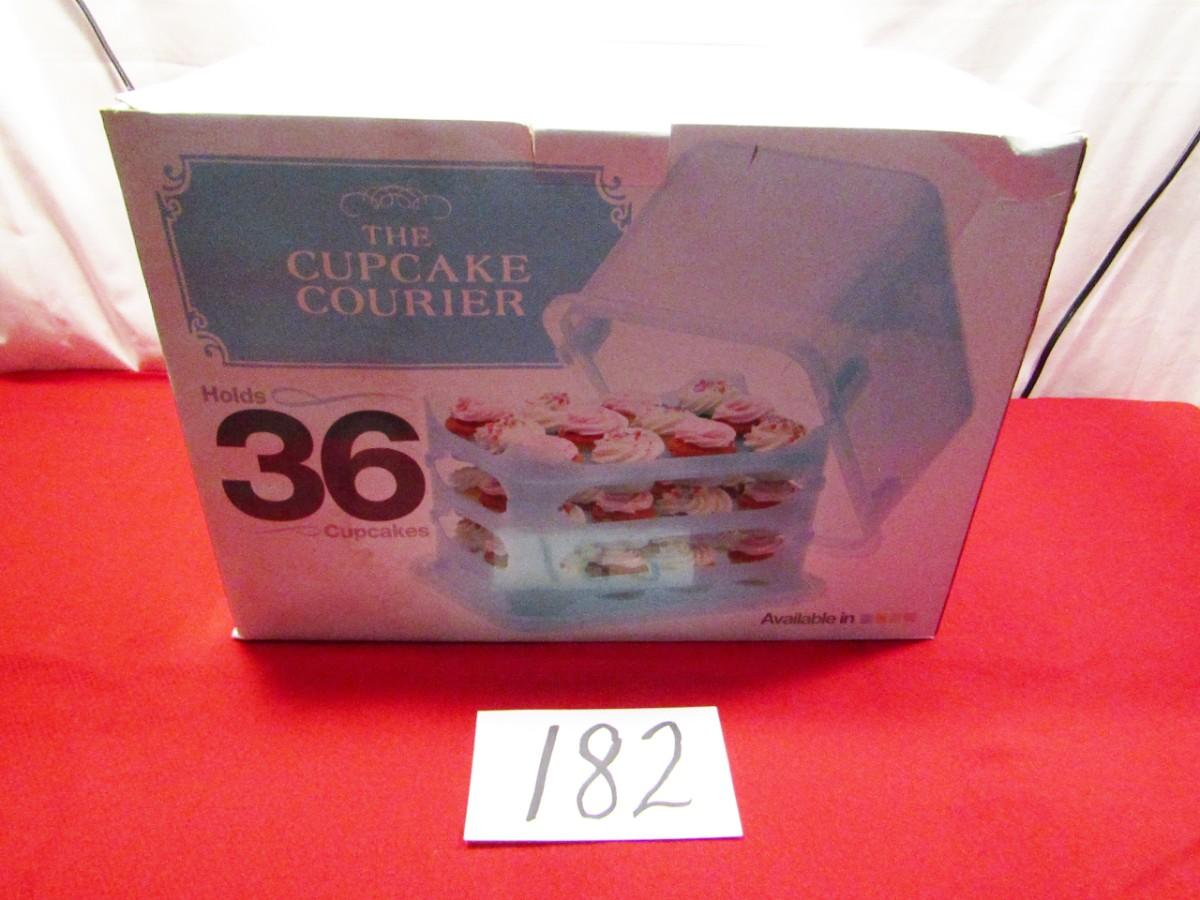 THE
CUPCAKE
COURIER
Holds
36
Cupcakes
Available in
182